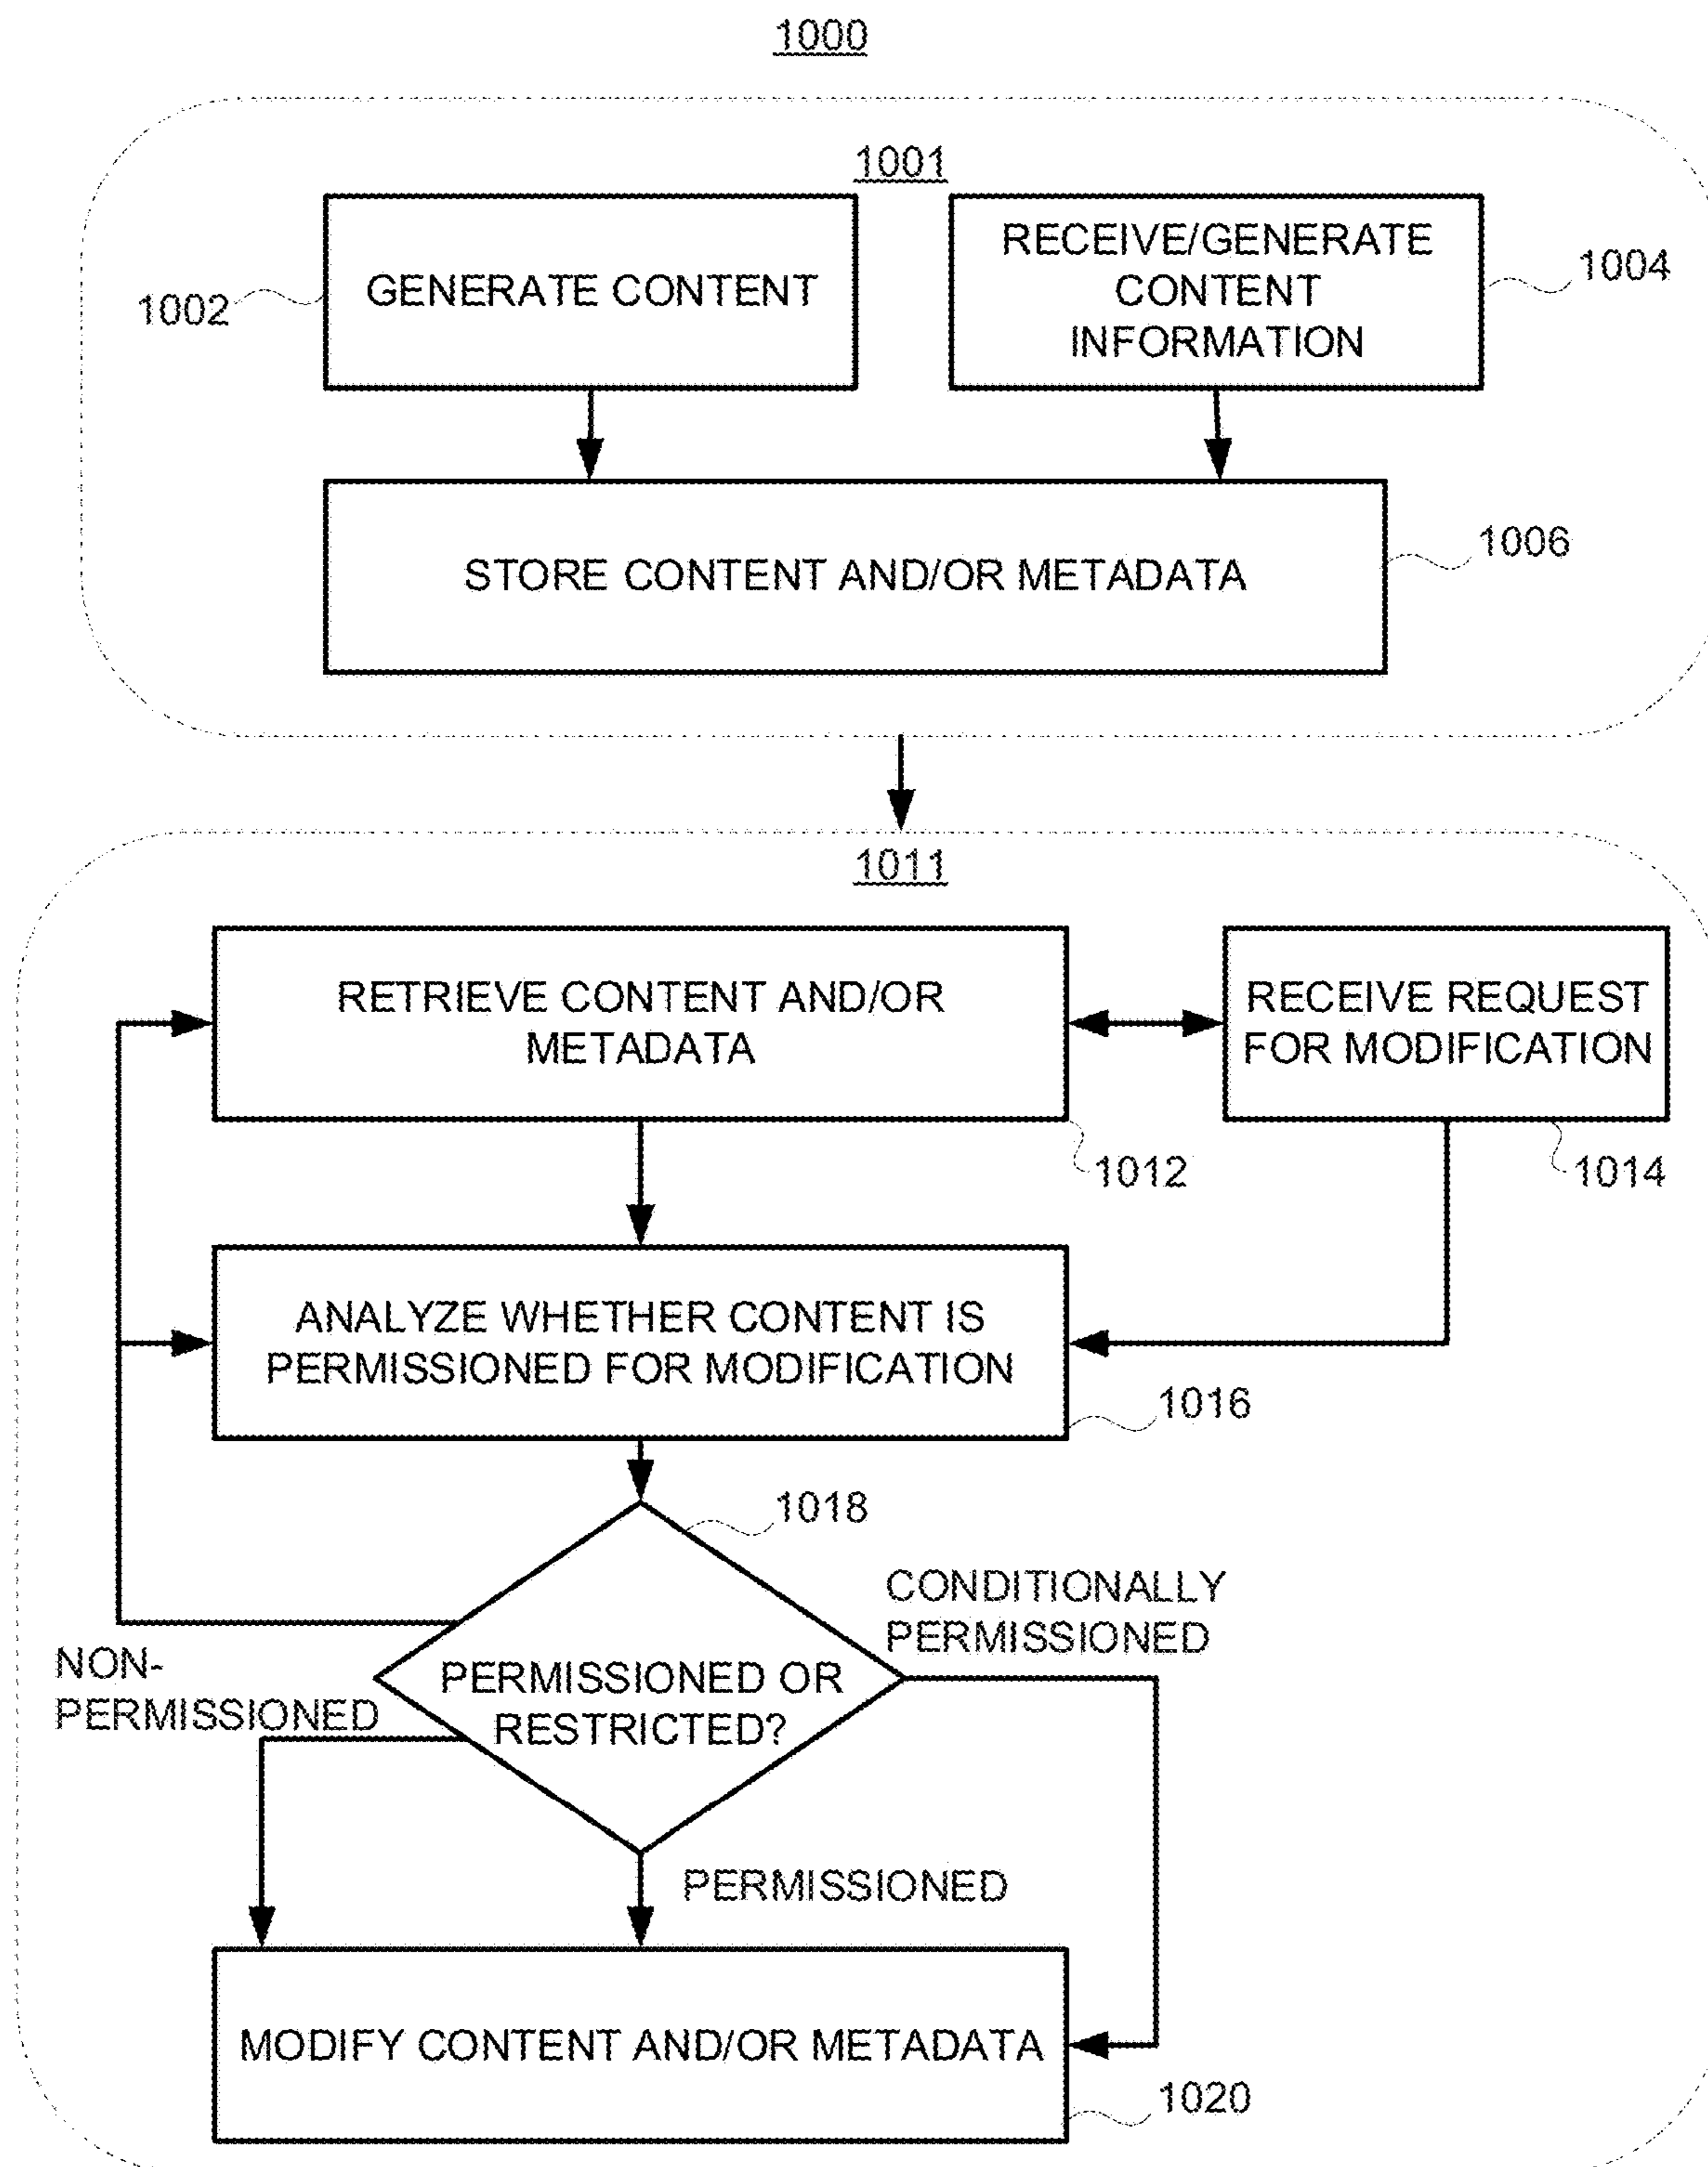 1000
1001
GENERATE CONTENT
1002
RECEIVE/GENERATE
CONTENT
INFORMATION
1004
STORE CONTENT AND/OR METADATA
1006
1011
RETRIEVE CONTENT AND/OR
METADATA
1012
RECEIVE REQUEST
FOR MODIFICATION
1014
ANALYZE WHETHER CONTENT IS
PERMISSIONED FOR MODIFICATION
1016
1018
PERMISSIONED OR
RESTRICTED?
CONDITIONALLY
PERMISSIONED
NON-
PERMISSIONED
PERMISSIONED
MODIFY CONTENT AND/OR METADATA
1020